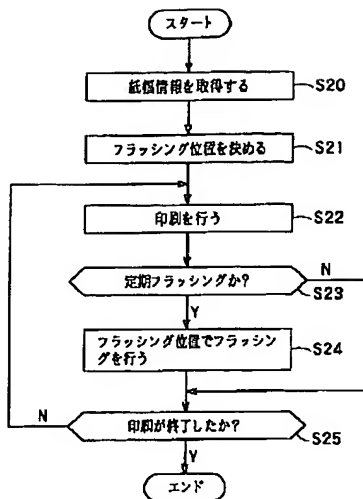 スタート
紙幅情報を取得する
S20
フラッシング位置を決める
S21
印刷を行う
S22
定期フラッシングか?
N
S23
Y
フラッシング位置でフラッシン
グを行う
S24
印刷が終了したか?
N
S25
Y
エンド